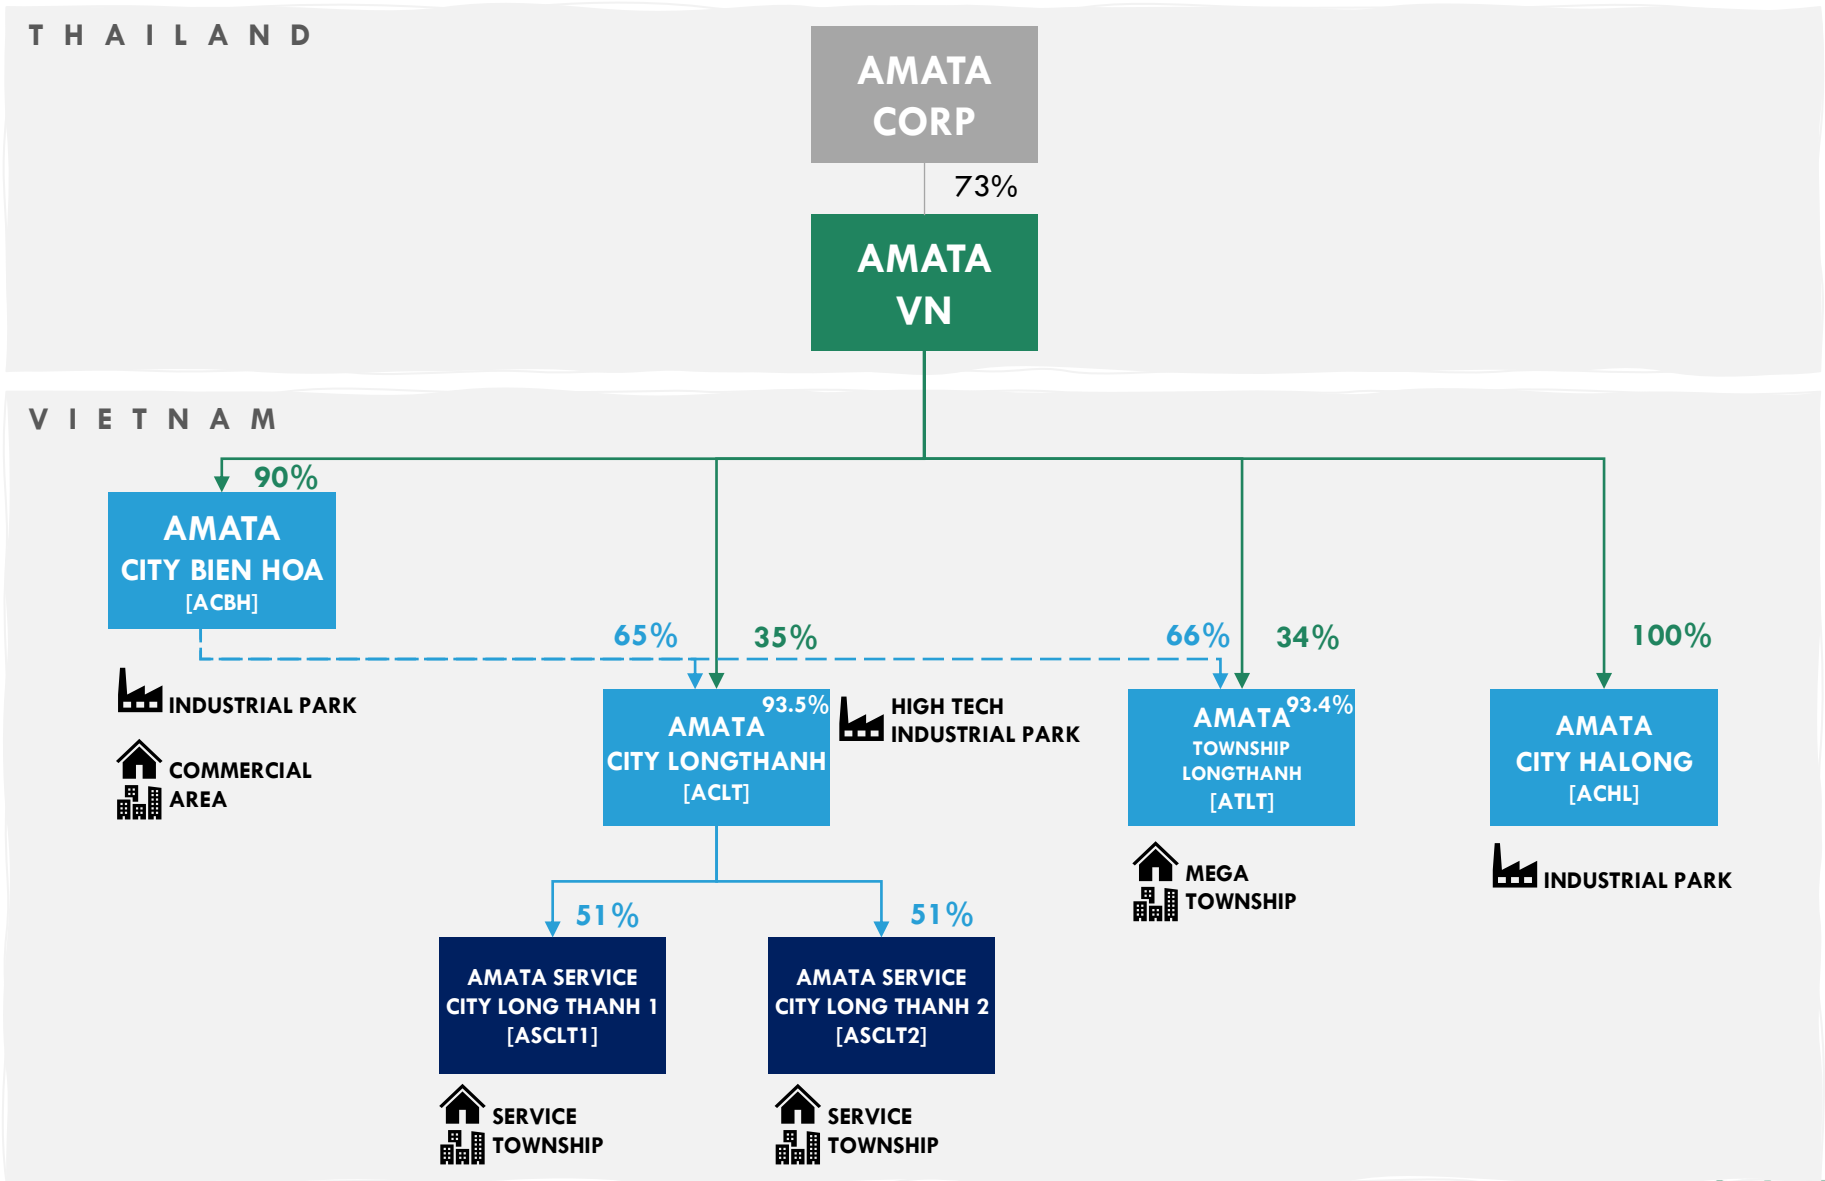 THAILAND
AMATA
CORP
73%
AMATA
VN
VIETNAM
90%
AMATA
CITY BIEN HOA
[ACBH]
65%
35%
66%
34%
100%
INDUSTRIAL PARK
COMMERCIAL
AREA
93.5%
AMATA
CITY LONGTHANH
[ACLT]
HIGH TECH
INDUSTRIAL PARK
93.4%
AMATA
TOWNSHIP
LONGTHANH
[ATLT]
AMATA
CITY HALONG
[ACHL]
MEGA
TOWNSHIP
INDUSTRIAL PARK
51%
51%
AMATA SERVICE
CITY LONG THANH 1
[ASCLT1]
AMATA SERVICE
CITY LONG THANH 2
[ASCLT2]
SERVICE
TOWNSHIP
SERVICE
TOWNSHIP